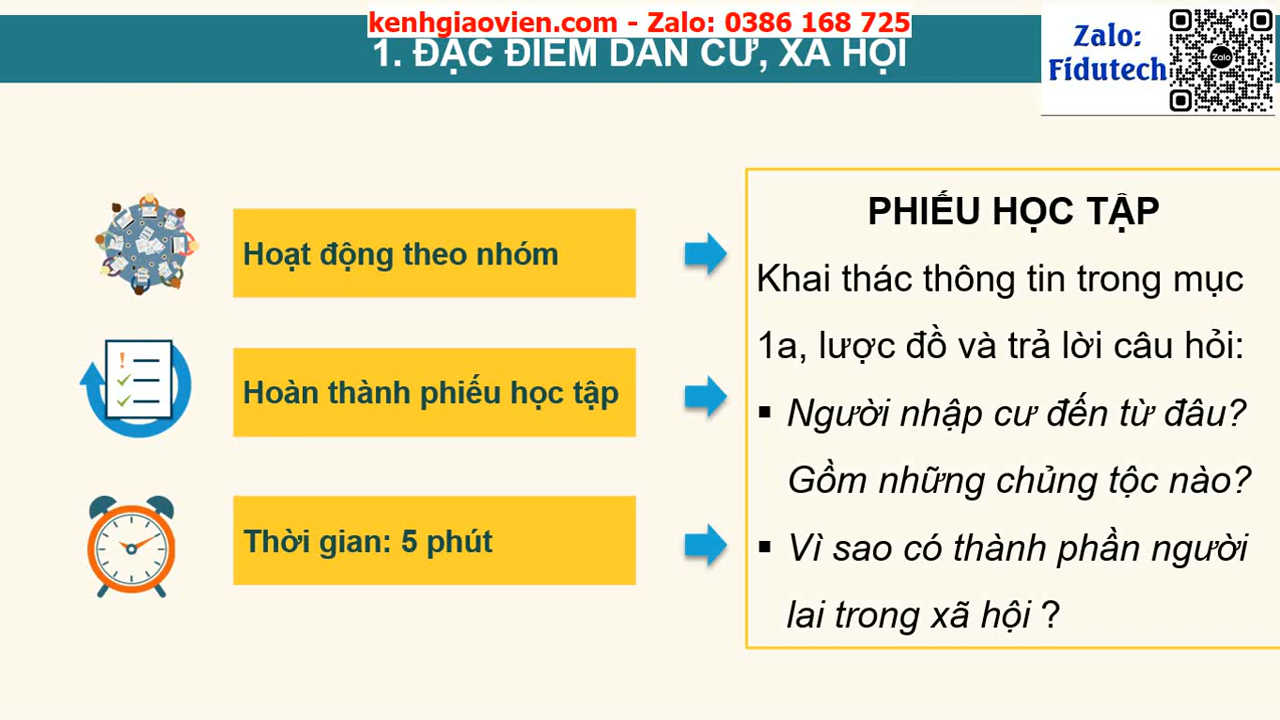 kenhgiaovien.com - Zalo: 0386 168 725
1. ĐẶC ĐIỂM DÂN CƯ, XÃ HỘI
Zalo:
Fidutech
Zalo
Hoạt động theo nhóm
Hoàn thành phiếu học tập
Thời gian: 5 phút
PHIẾU HỌC TẬP
Khai thác thông tin trong mục
1a, lược đồ và trả lời câu hỏi:
▪ Người nhập cư đến từ đâu?
Gồm những chủng tộc nào?
▪ Vì sao có thành phần người
lai trong xã hội ?